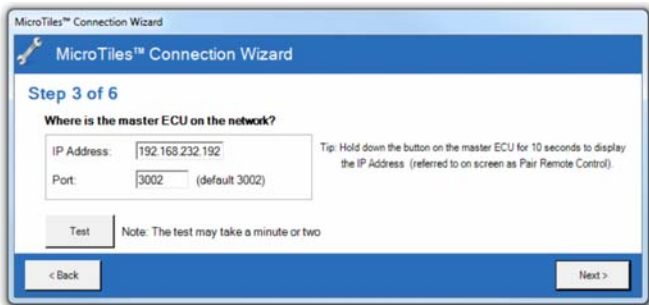 MicroTiles™ Connection Wizard
MicroTiles™ Connection Wizard
Step 3 of 6
Where is the master ECU on the network?
IP Address: 192.168.232.192
Port: 3002 (default 3002)
Tip: Hold down the button on the master ECU for 10 seconds to display
the IP Address (referred to on screen as Pair Remote Control).
Test Note: The test may take a minute or two
< Back Next >